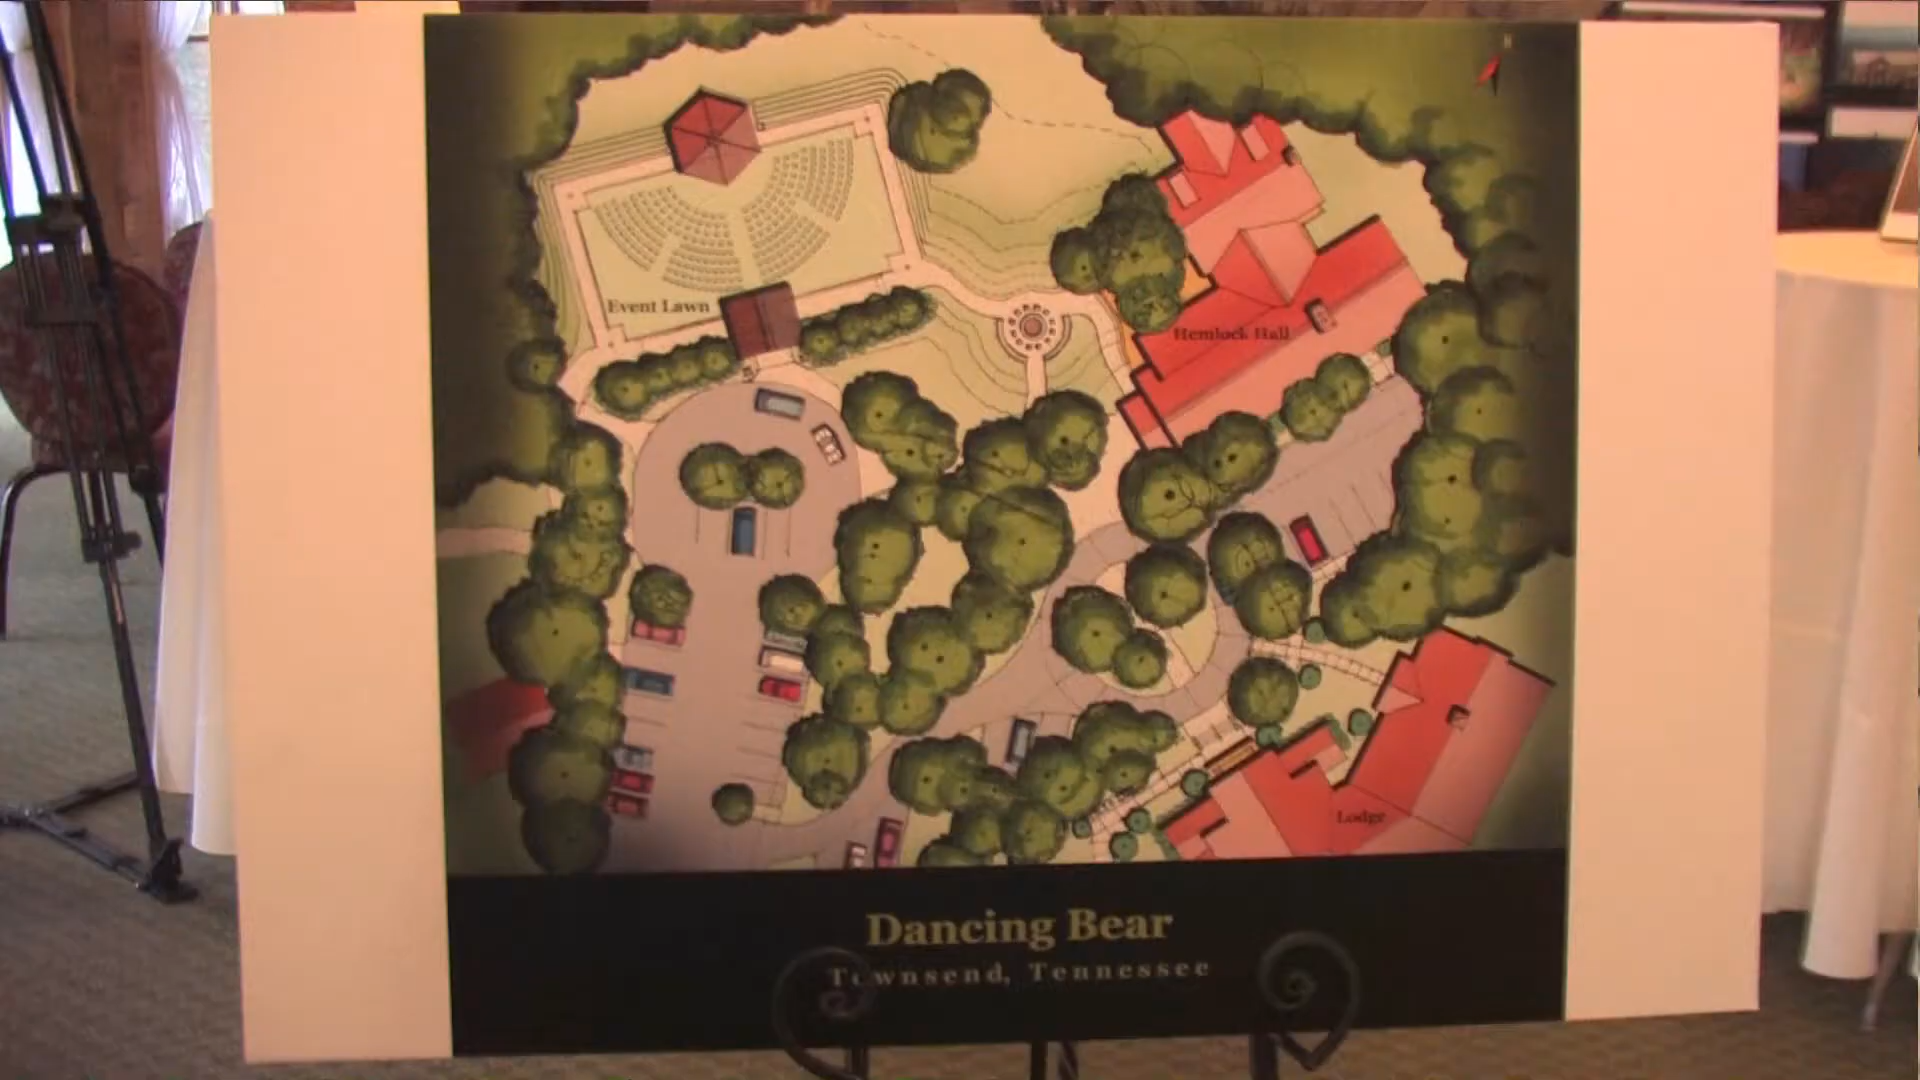 Event Lawn
Hemlock Hall
Lodge
Dancing Bear
Townsend, Tennessee